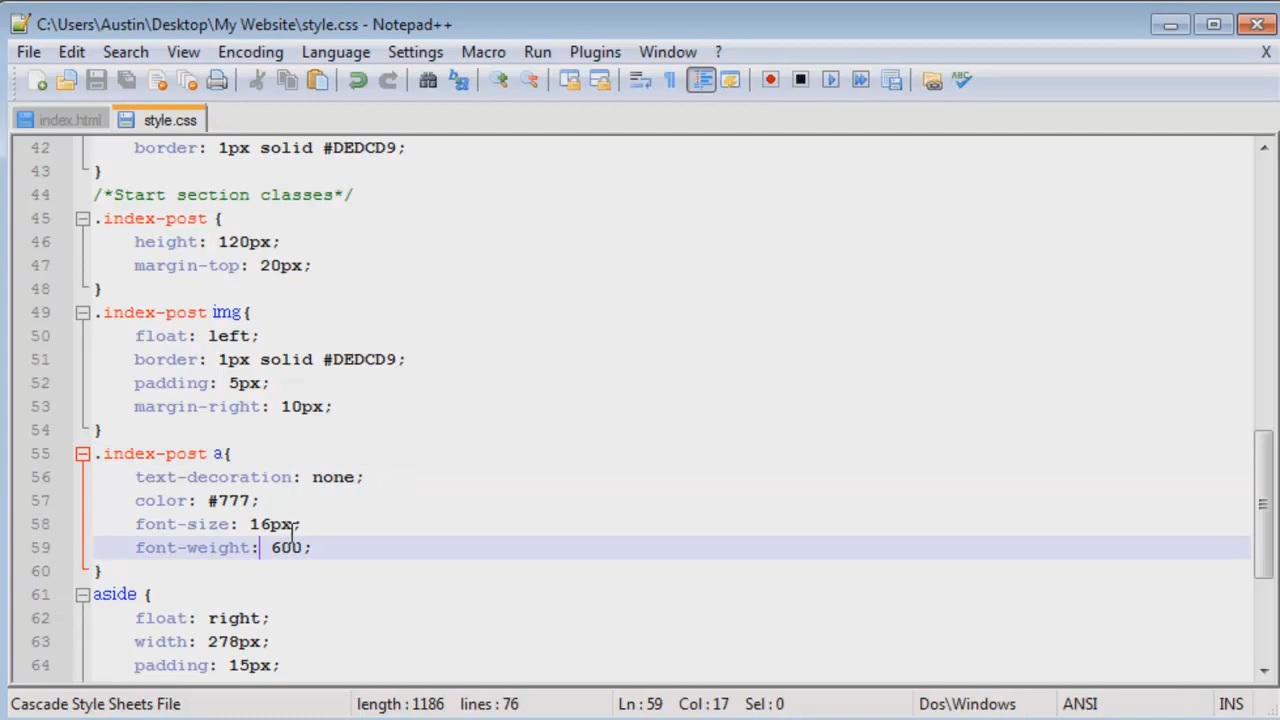 C:\Users\Austin\Desktop\My Website\style.css - Notepad++
File Edit Search View Encoding Language Settings Macro Run Plugins Window ? X
index.html style.css
42 border: 1px solid #DEDCD9;
43 }
44 /*Start section classes*/
45 .index-post {
46 height: 120px;
47 margin-top: 20px;
48 }
49 .index-post img{
50 float: left;
51 border: 1px solid #DEDCD9;
52 padding: 5px;
53 margin-right: 10px;
54 }
55 .index-post a{
56 text-decoration: none;
57 color: #777;
58 font-size: 16px;
59 font-weight: 600;
60 }
61 aside {
62 float: right;
63 width: 278px;
64 padding: 15px;
Cascade Style Sheets File length : 1186 lines : 76 Ln : 59 Col : 17 Sel : 0 Dos\Windows ANSI INS